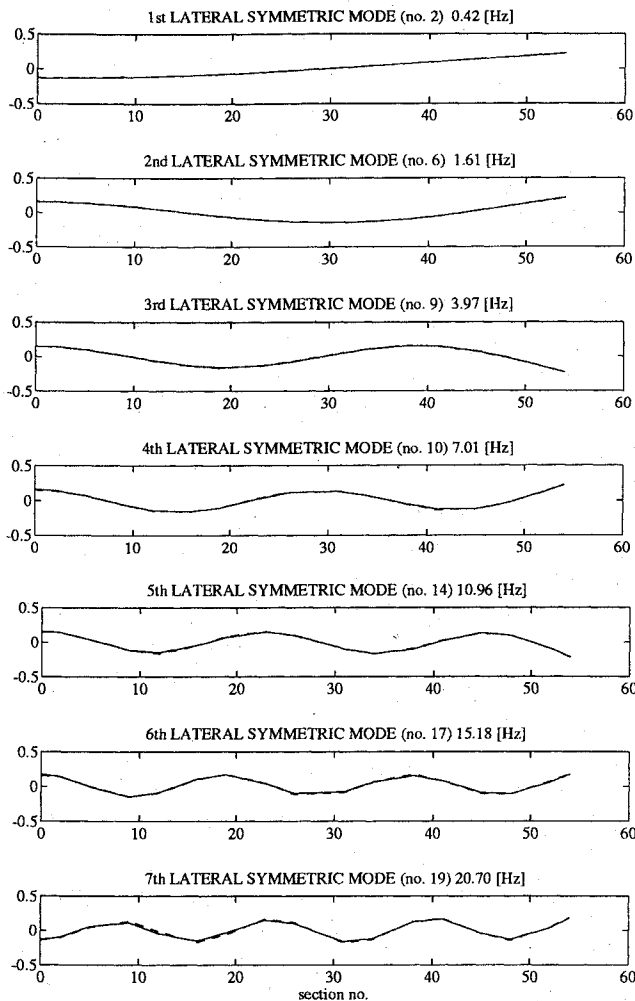 1st LATERAL SYMMETRIC MODE (no. 2) 0.42 [Hz]
0.5
0
-0.5
0 10 20 30 40 50 60
2nd LATERAL SYMMETRIC MODE (no. 6) 1.61 [Hz]
0.5
0
-0.5
0 10 20 30 40 50 60
3rd LATERAL SYMMETRIC MODE (no. 9) 3.97 [Hz]
0.5
0
-0.5
0 10 20 30 40 50 60
4th LATERAL SYMMETRIC MODE (no. 10) 7.01 [Hz]
0.5
0
-0.5
0 10 20 30 40 50 60
5th LATERAL SYMMETRIC MODE (no. 14) 10.96 [Hz]
0.5
0
-0.5
0 10 20 30 40 50 60
6th LATERAL SYMMETRIC MODE (no. 17) 15.18 [Hz]
0.5
0
-0.5
0 10 20 30 40 50 60
7th LATERAL SYMMETRIC MODE (no. 19) 20.70 [Hz]
0.5
0
-0.5
0 10 20 30 40 50 60
section no.